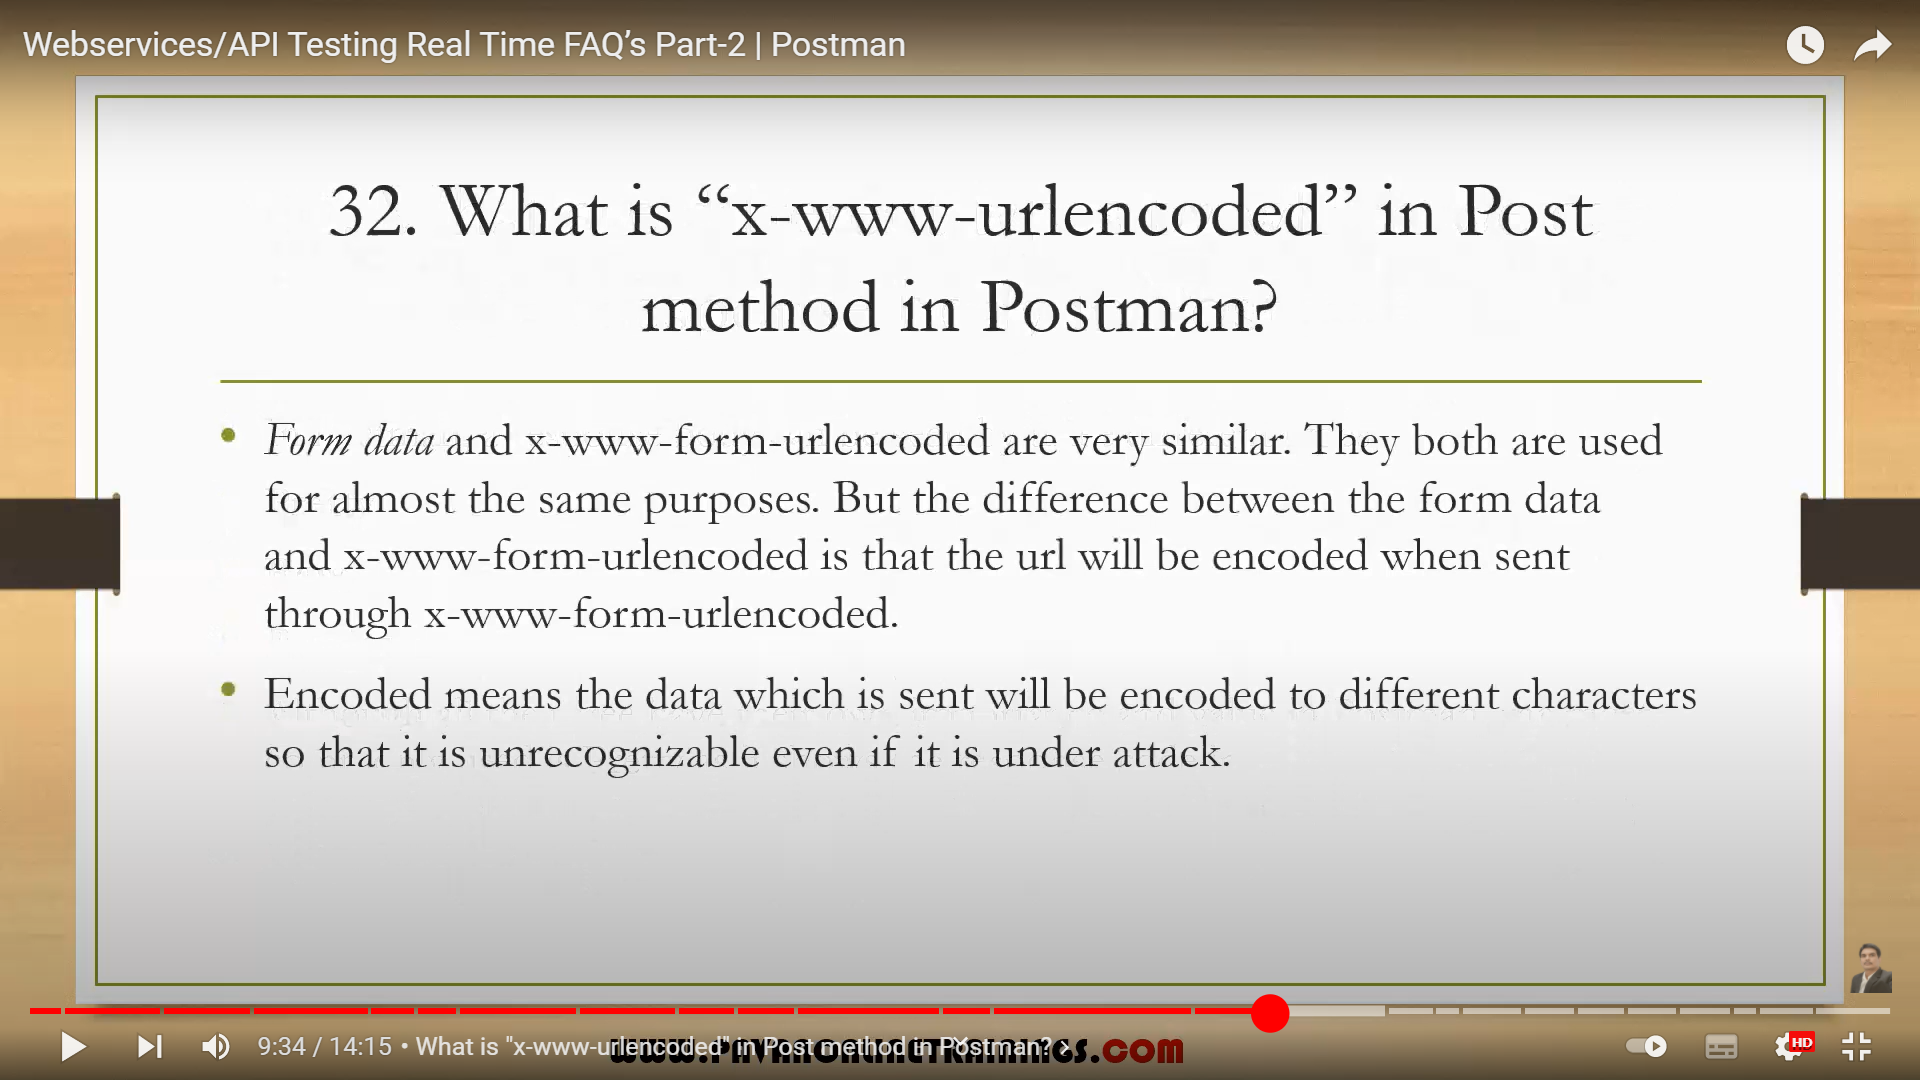 Webservices/API Testing Real Time FAQ’s Part-2 | Postman
32. What is “x-www-urlencoded” in Post
method in Postman?
• Form data and x-www-form-urlencoded are very similar. They both are used
for almost the same purposes. But the difference between the form data
and x-www-form-urlencoded is that the url will be encoded when sent
through x-www-form-urlencoded.
• Encoded means the data which is sent will be encoded to different characters
so that it is unrecognizable even if it is under attack.
9:34 / 14:15 • What is "x-www-urlencoded" in Post method in Postman? ›
.com
HD